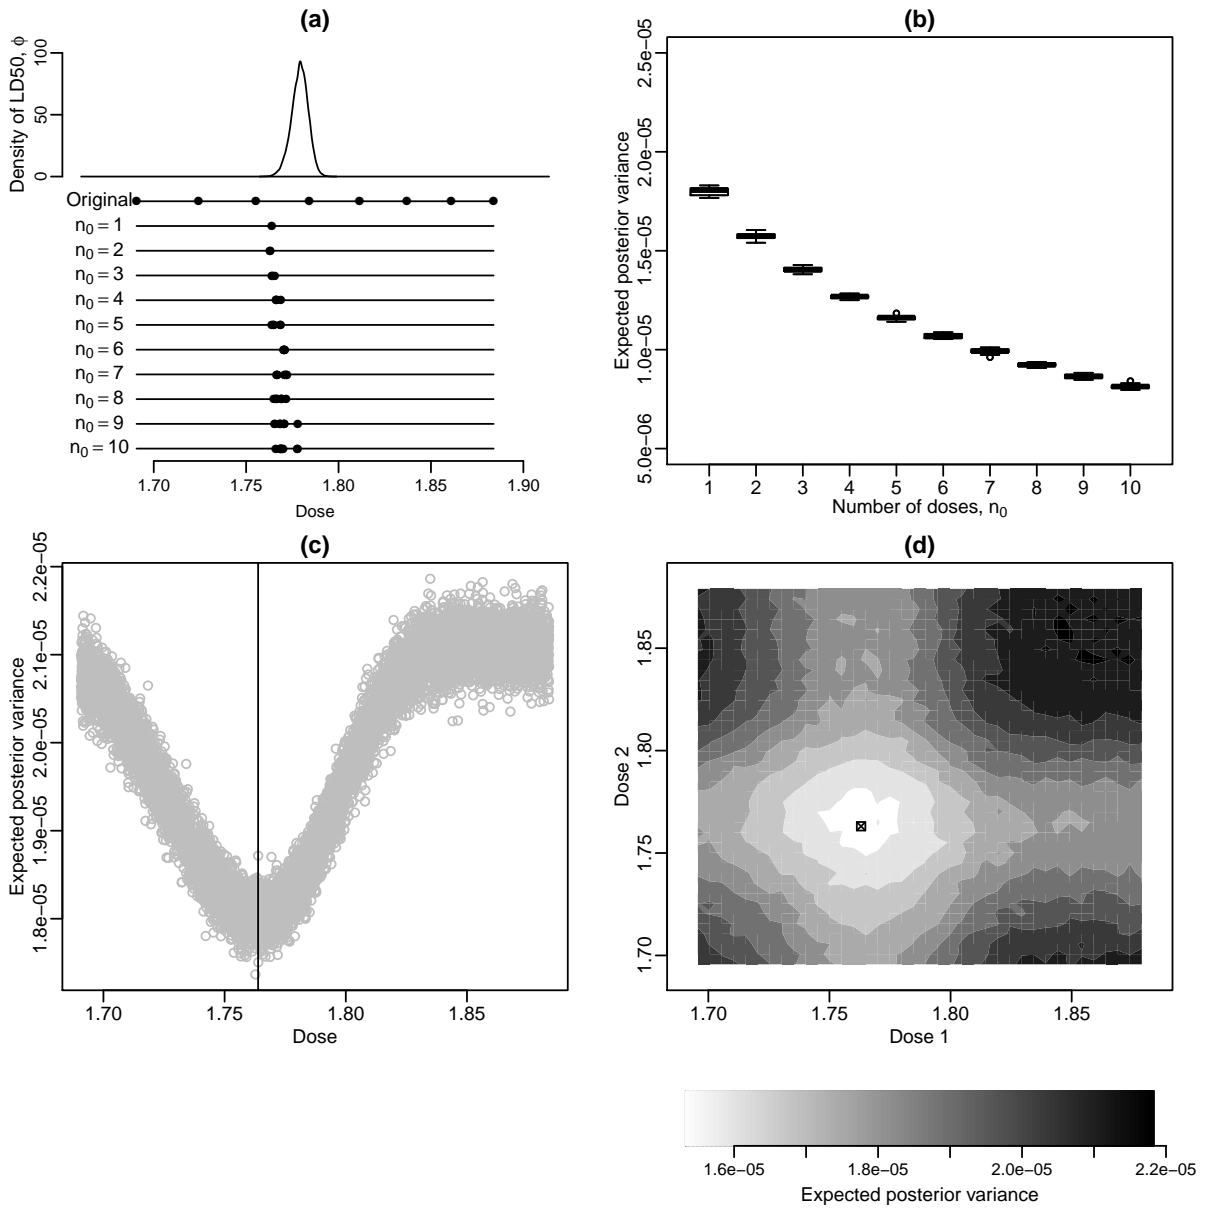 (a)
Density of LD50, ϕ
100
50
0
Original
n₀ = 1
n₀ = 2
n₀ = 3
n₀ = 4
n₀ = 5
n₀ = 6
n₀ = 7
n₀ = 8
n₀ = 9
n₀ = 10
1.70 1.75 1.80 1.85 1.90
Dose
(b)
Expected posterior variance
2.5e−05
2.0e−05
1.5e−05
1.0e−05
5.0e−06
1 2 3 4 5 6 7 8 9 10
Number of doses, n₀
(c)
Expected posterior variance
2.2e−05
2.1e−05
2.0e−05
1.9e−05
1.8e−05
1.70 1.75 1.80 1.85
Dose
(d)
Dose 2
1.85
1.80
1.75
1.70
1.70 1.75 1.80 1.85
Dose 1
1.6e−05 1.8e−05 2.0e−05 2.2e−05
Expected posterior variance